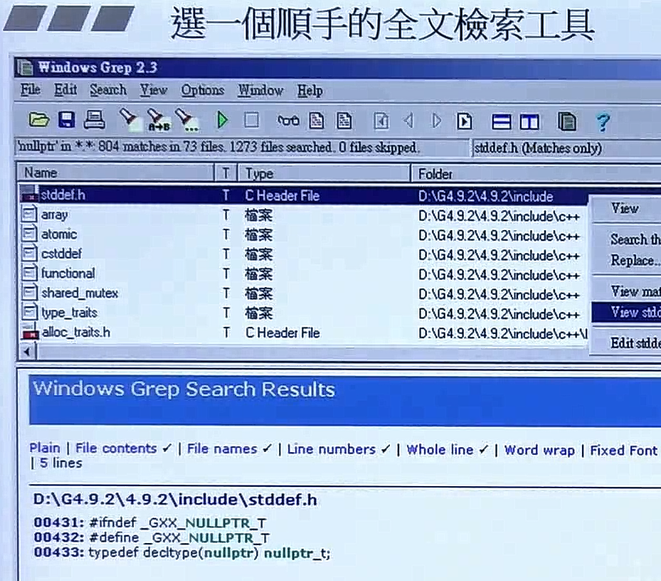 選一個順手的全文檢索工具
Windows Grep 2.3
File Edit Search View Options Window Help
'nullptr' in *.*: 804 matches in 73 files, 1273 files searched, 0 files skipped. stddef.h (Matches only)
Name T Type Folder
stddef.h T C Header File D:\G4.9.2\4.9.2\include
array T 檔案 D:\G4.9.2\4.9.2\include\c++
atomic T 檔案 D:\G4.9.2\4.9.2\include\c++
cstddef T 檔案 D:\G4.9.2\4.9.2\include\c++
functional T 檔案 D:\G4.9.2\4.9.2\include\c++
shared_mutex T 檔案 D:\G4.9.2\4.9.2\include\c++
type_traits T 檔案 D:\G4.9.2\4.9.2\include\c++
alloc_traits.h T C Header File D:\G4.9.2\4.9.2\include\c++\
View
Search th
Replace...
View mat
View stdd
Edit stdde
Windows Grep Search Results
Plain | File contents ✓ | File names ✓ | Line numbers ✓ | Whole line ✓ | Word wrap | Fixed Font
| 5 lines
D:\G4.9.2\4.9.2\include\stddef.h
00431: #ifndef _GXX_NULLPTR_T
00432: #define _GXX_NULLPTR_T
00433: typedef decltype(nullptr) nullptr_t;